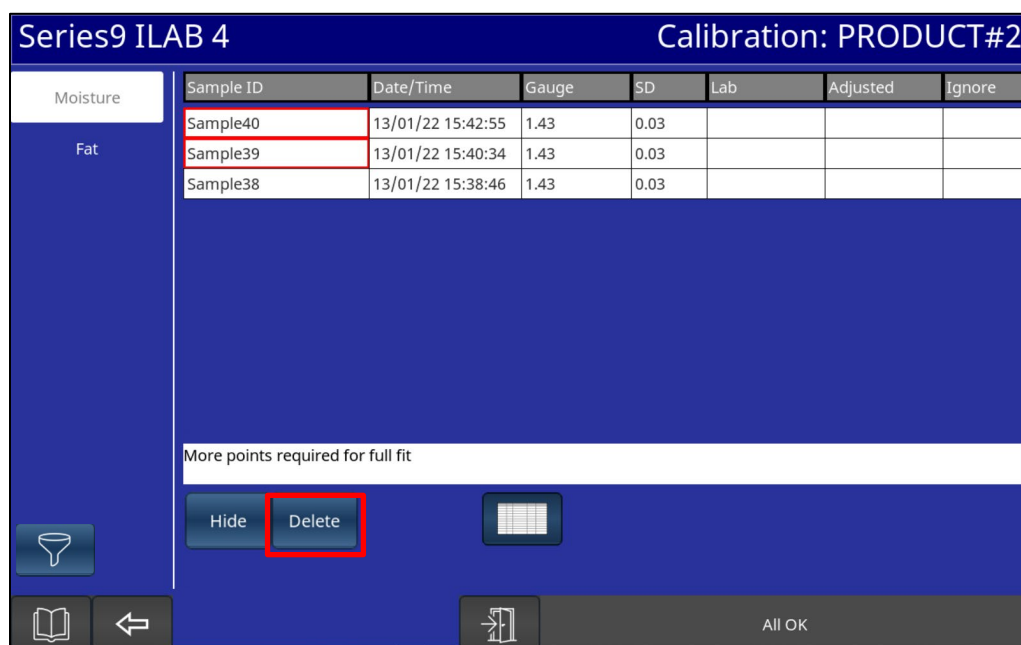 Series9 ILAB 4 Calibration: PRODUCT#2
Moisture
Fat
Sample ID Date/Time Gauge SD Lab Adjusted Ignore
Sample40 13/01/22 15:42:55 1.43 0.03
Sample39 13/01/22 15:40:34 1.43 0.03
Sample38 13/01/22 15:38:46 1.43 0.03
More points required for full fit
Hide Delete
All OK